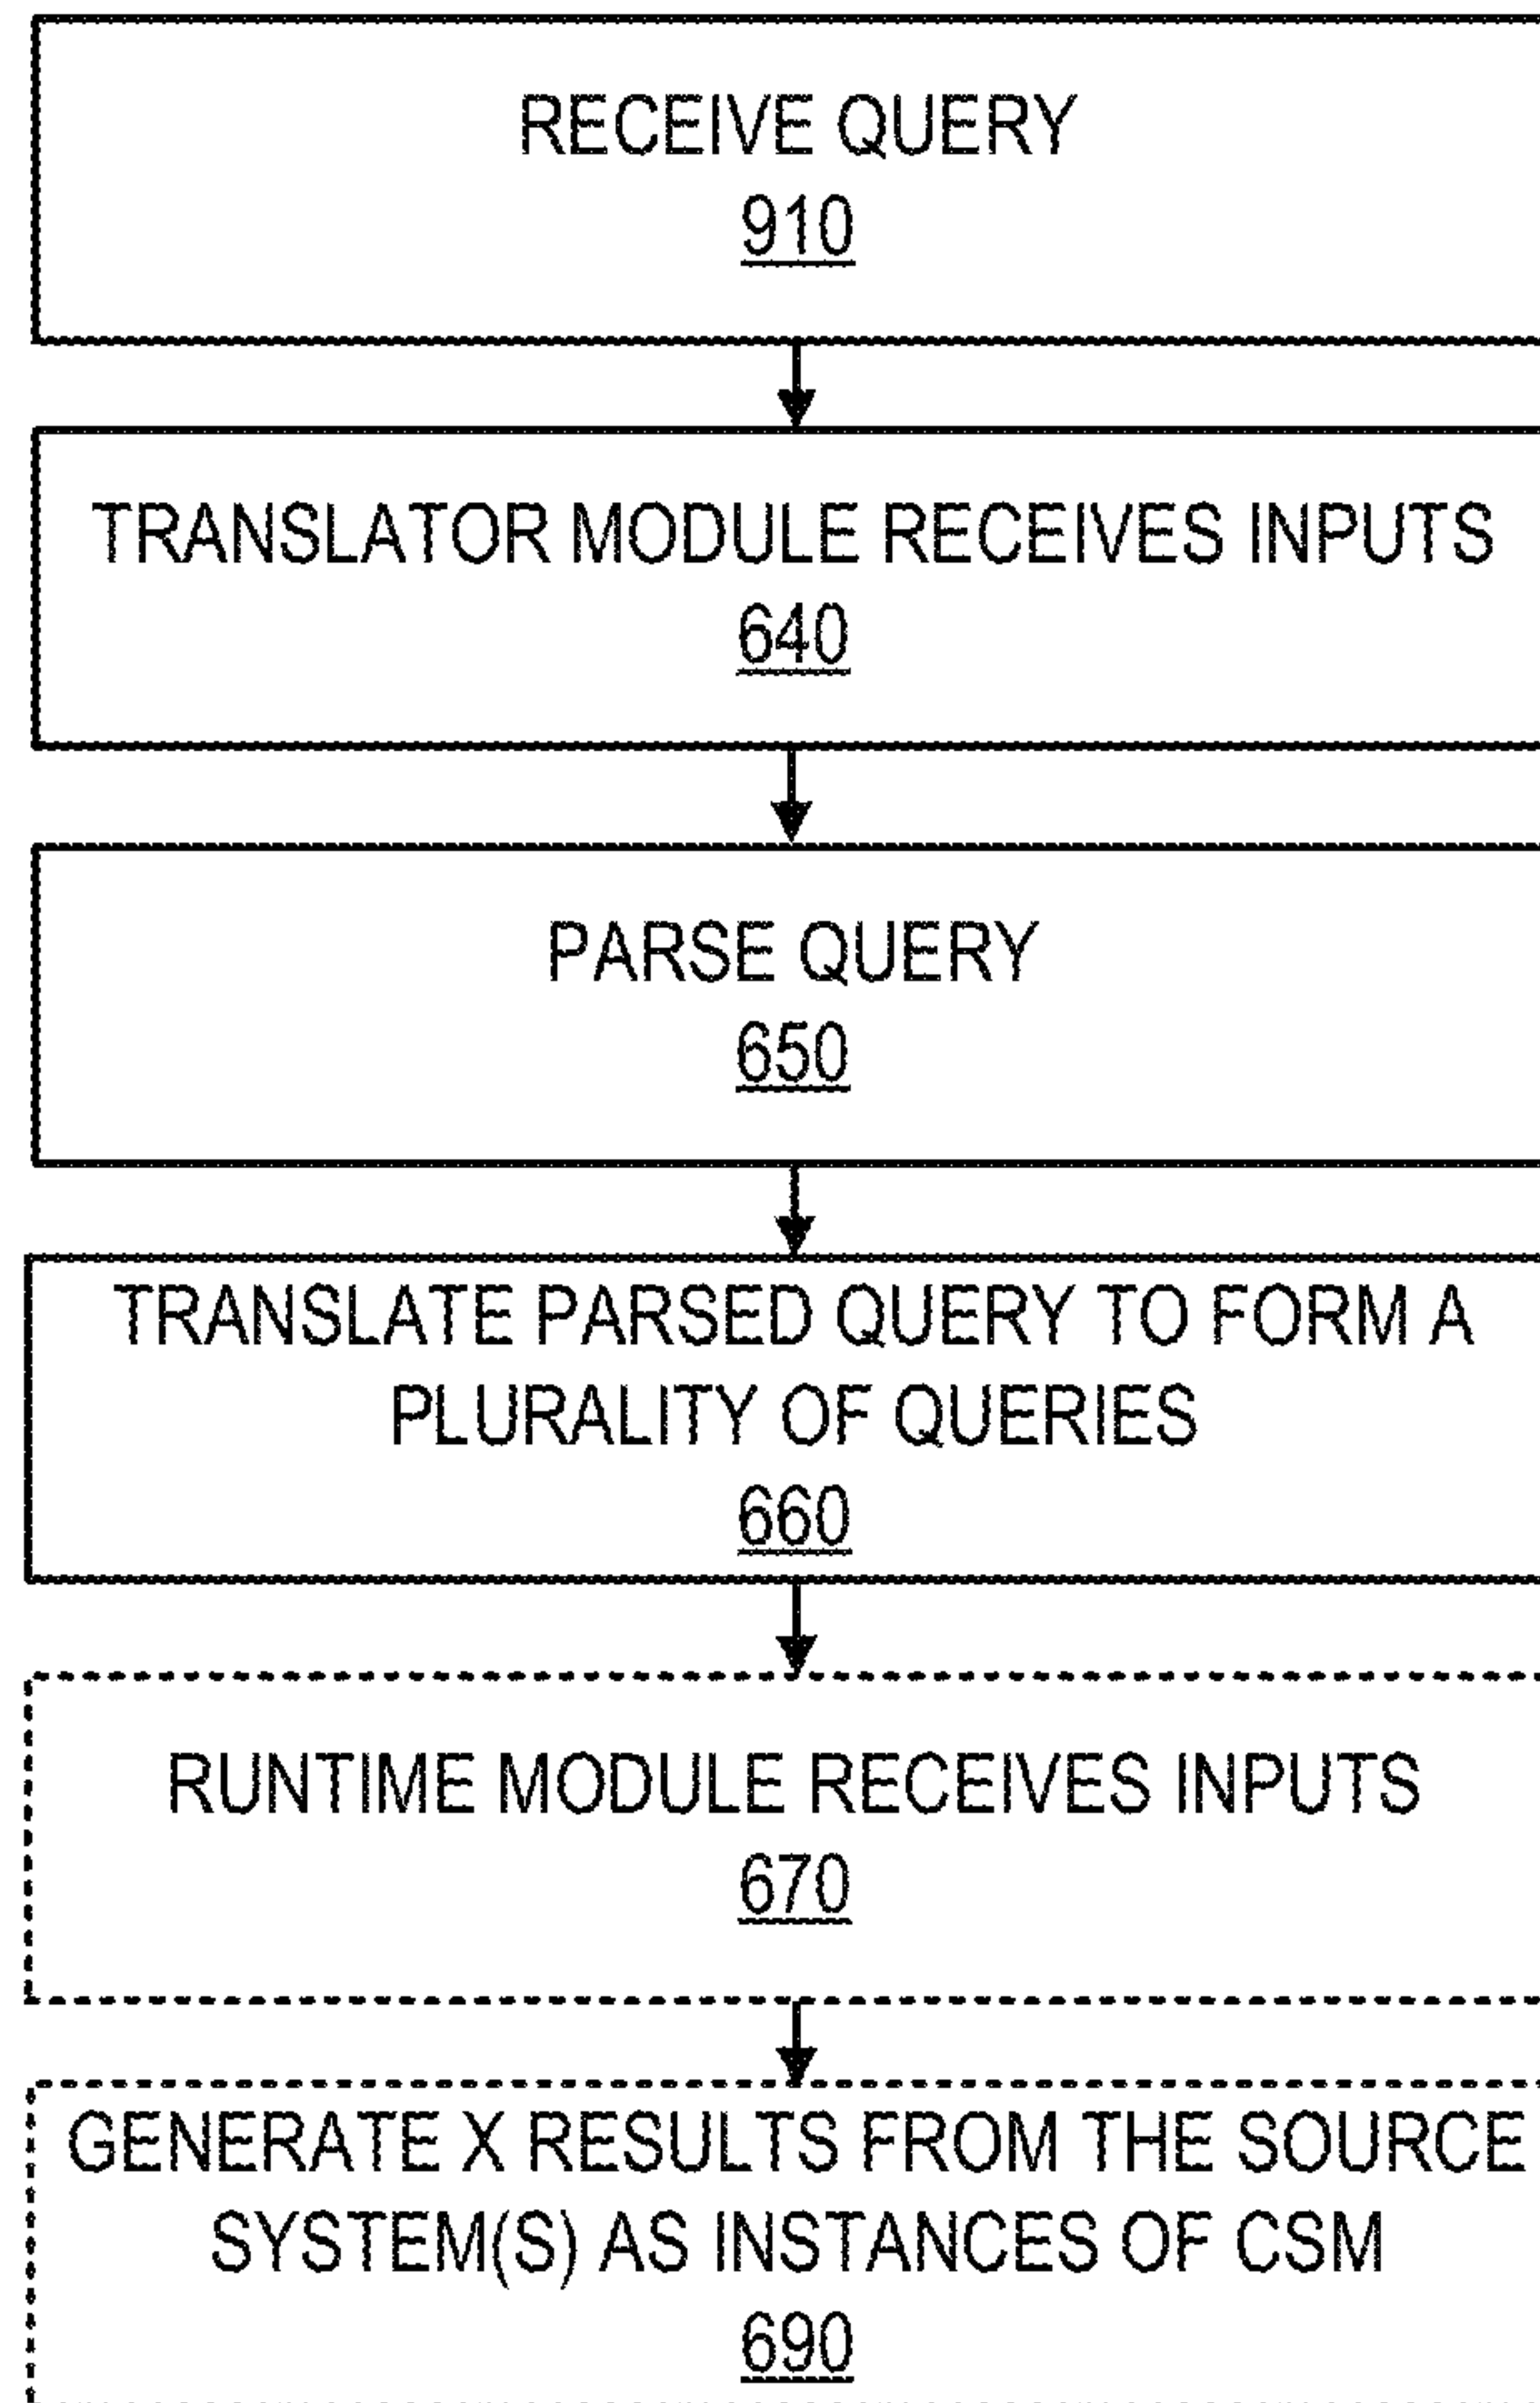 RECEIVE QUERY
910
TRANSLATOR MODULE RECEIVES INPUTS
640
PARSE QUERY
650
TRANSLATE PARSED QUERY TO FORM A
PLURALITY OF QUERIES
660
RUNTIME MODULE RECEIVES INPUTS
670
GENERATE X RESULTS FROM THE SOURCE
SYSTEM(S) AS INSTANCES OF CSM
690